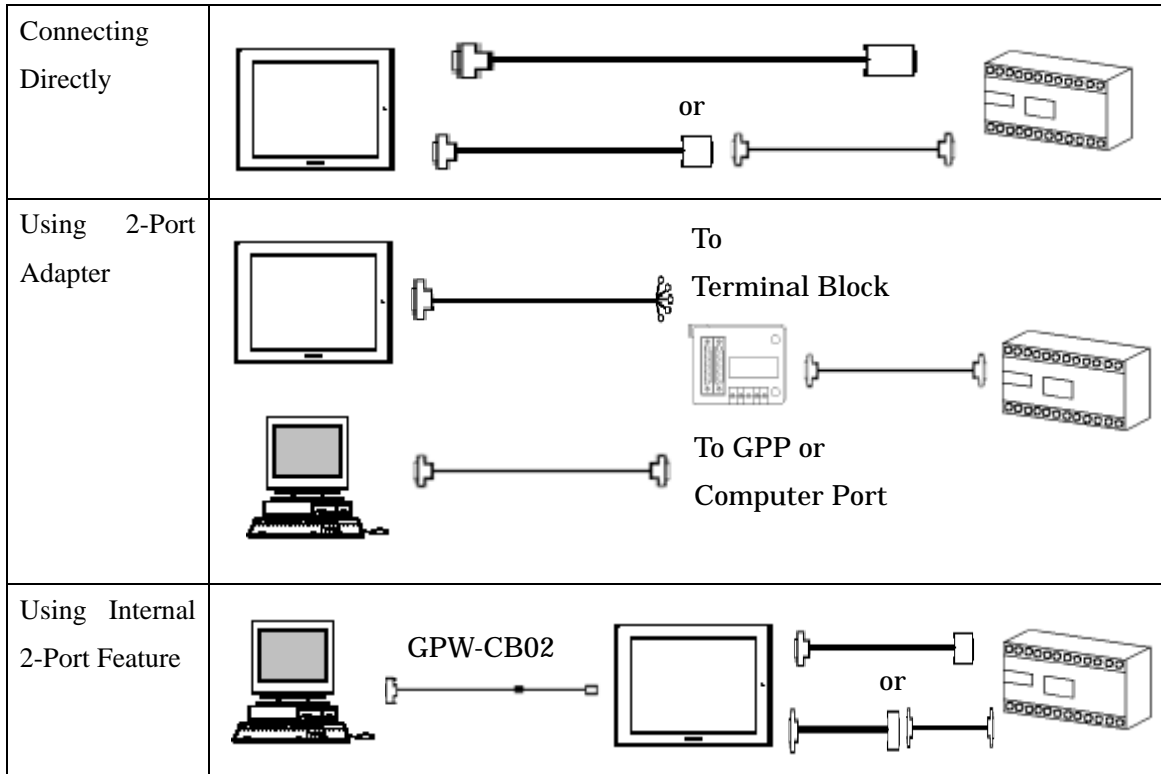 Connecting
Directly
or
Using 2-Port
Adapter
To
Terminal Block
To GPP or
Computer Port
Using Internal
2-Port Feature
GPW-CB02
or